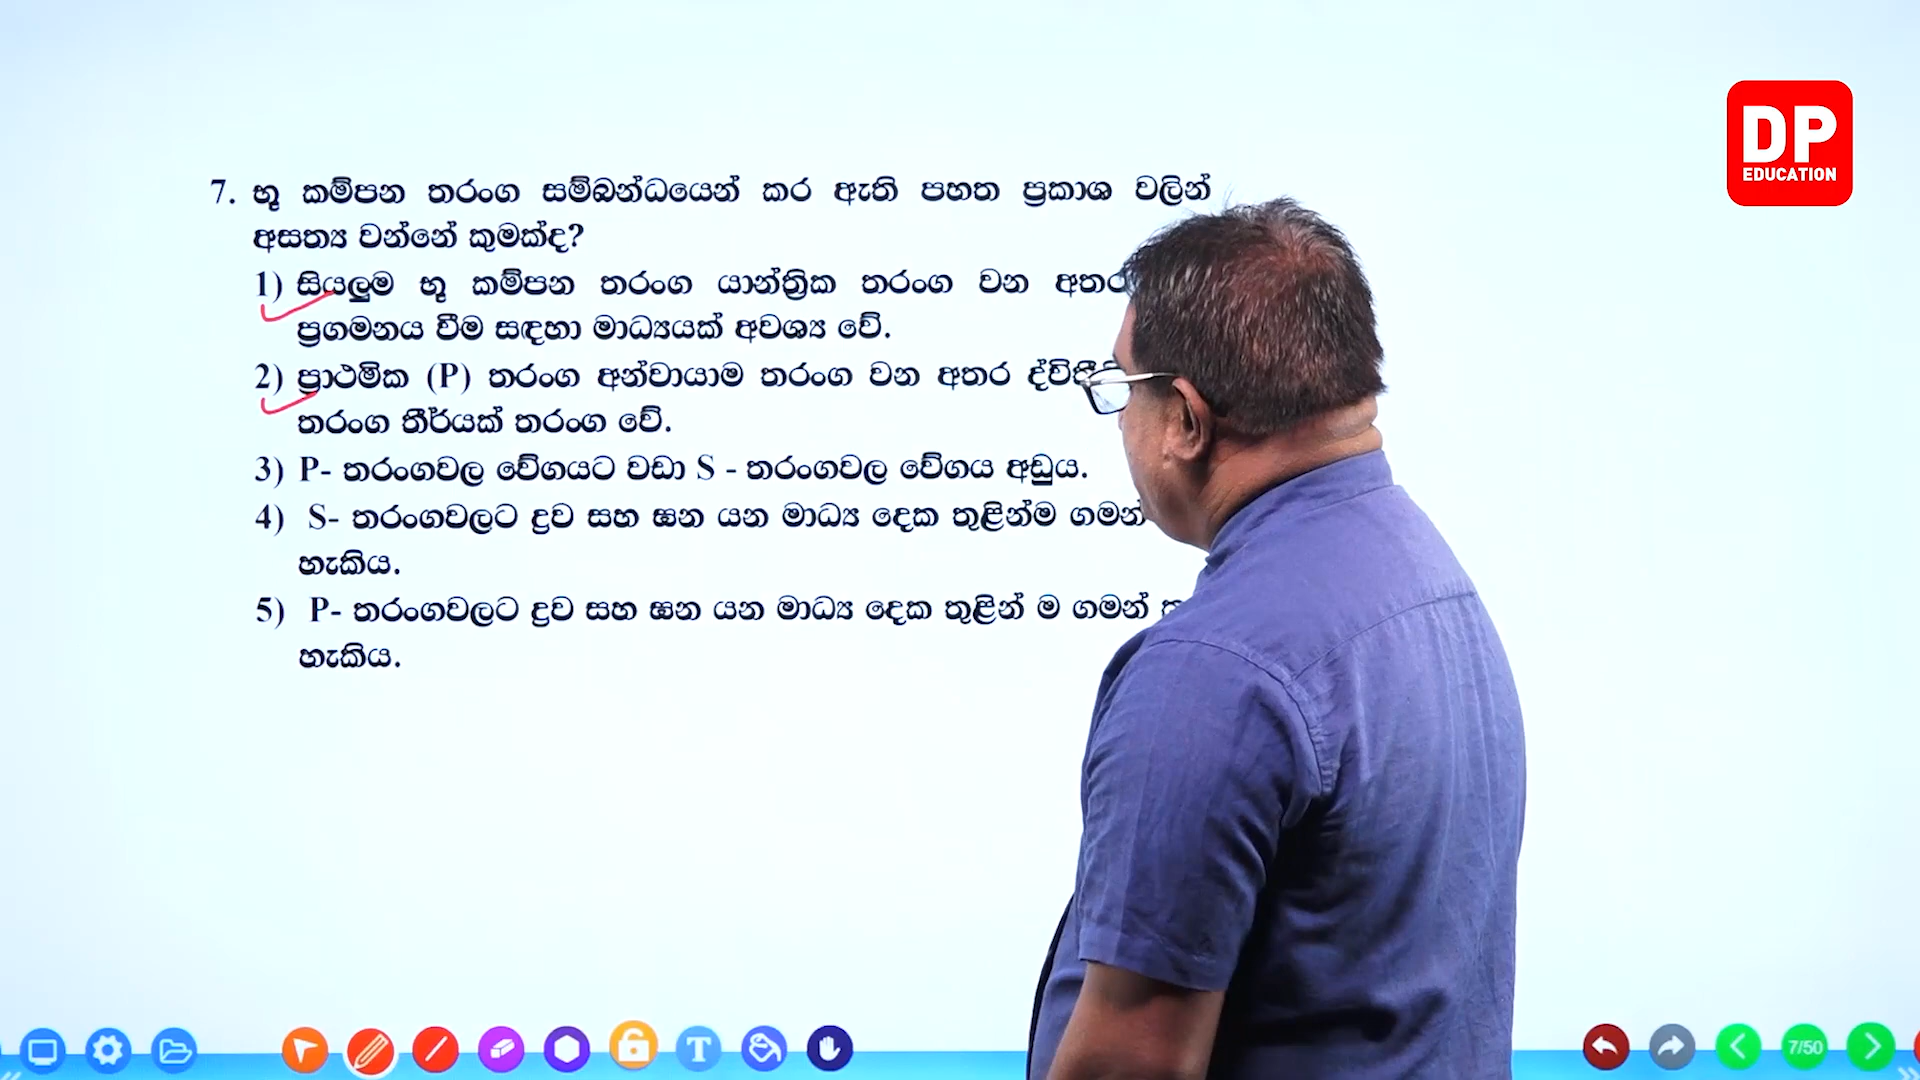 DP
EDUCATION
7. භූ කම්පන තරංග සම්බන්ධයෙන් කර ඇති පහත ප්‍රකාශ වලින්
අසත්‍ය වන්නේ කුමක්ද?
1) සියලුම භූ කම්පන තරංග යාන්ත්‍රික තරංග වන අතර
ප්‍රගමනය වීම සඳහා මාධ්‍යයක් අවශ්‍ය වේ.
2) ප්‍රාථමික (P) තරංග අන්වායාම තරංග වන අතර
තරංග තීර්යක් තරංග වේ.
3) P- තරංගවල වේගයට වඩා S - තරංගවල වේගය අඩුය.
4) S- තරංගවලට ද්‍රව සහ ඝන යන මාධ්‍ය දෙක තුළින්ම ගමන්
හැකිය.
5) P- තරංගවලට ද්‍රව සහ ඝන යන මාධ්‍ය දෙක තුළින් ම ගමන්
හැකිය.
T
7/50